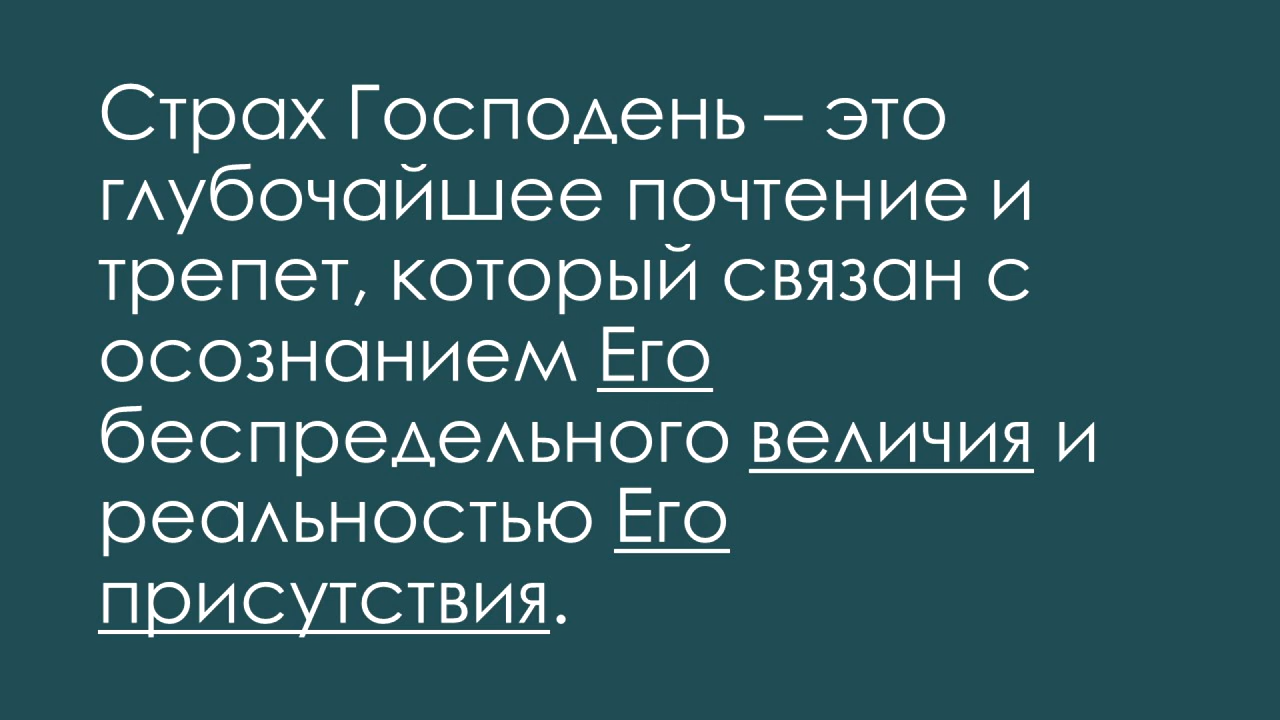 Страх Господень – это
глубочайшее почтение и
трепет, который связан с
осознанием Его
беспредельного величия и
реальностью Его
присутствия.